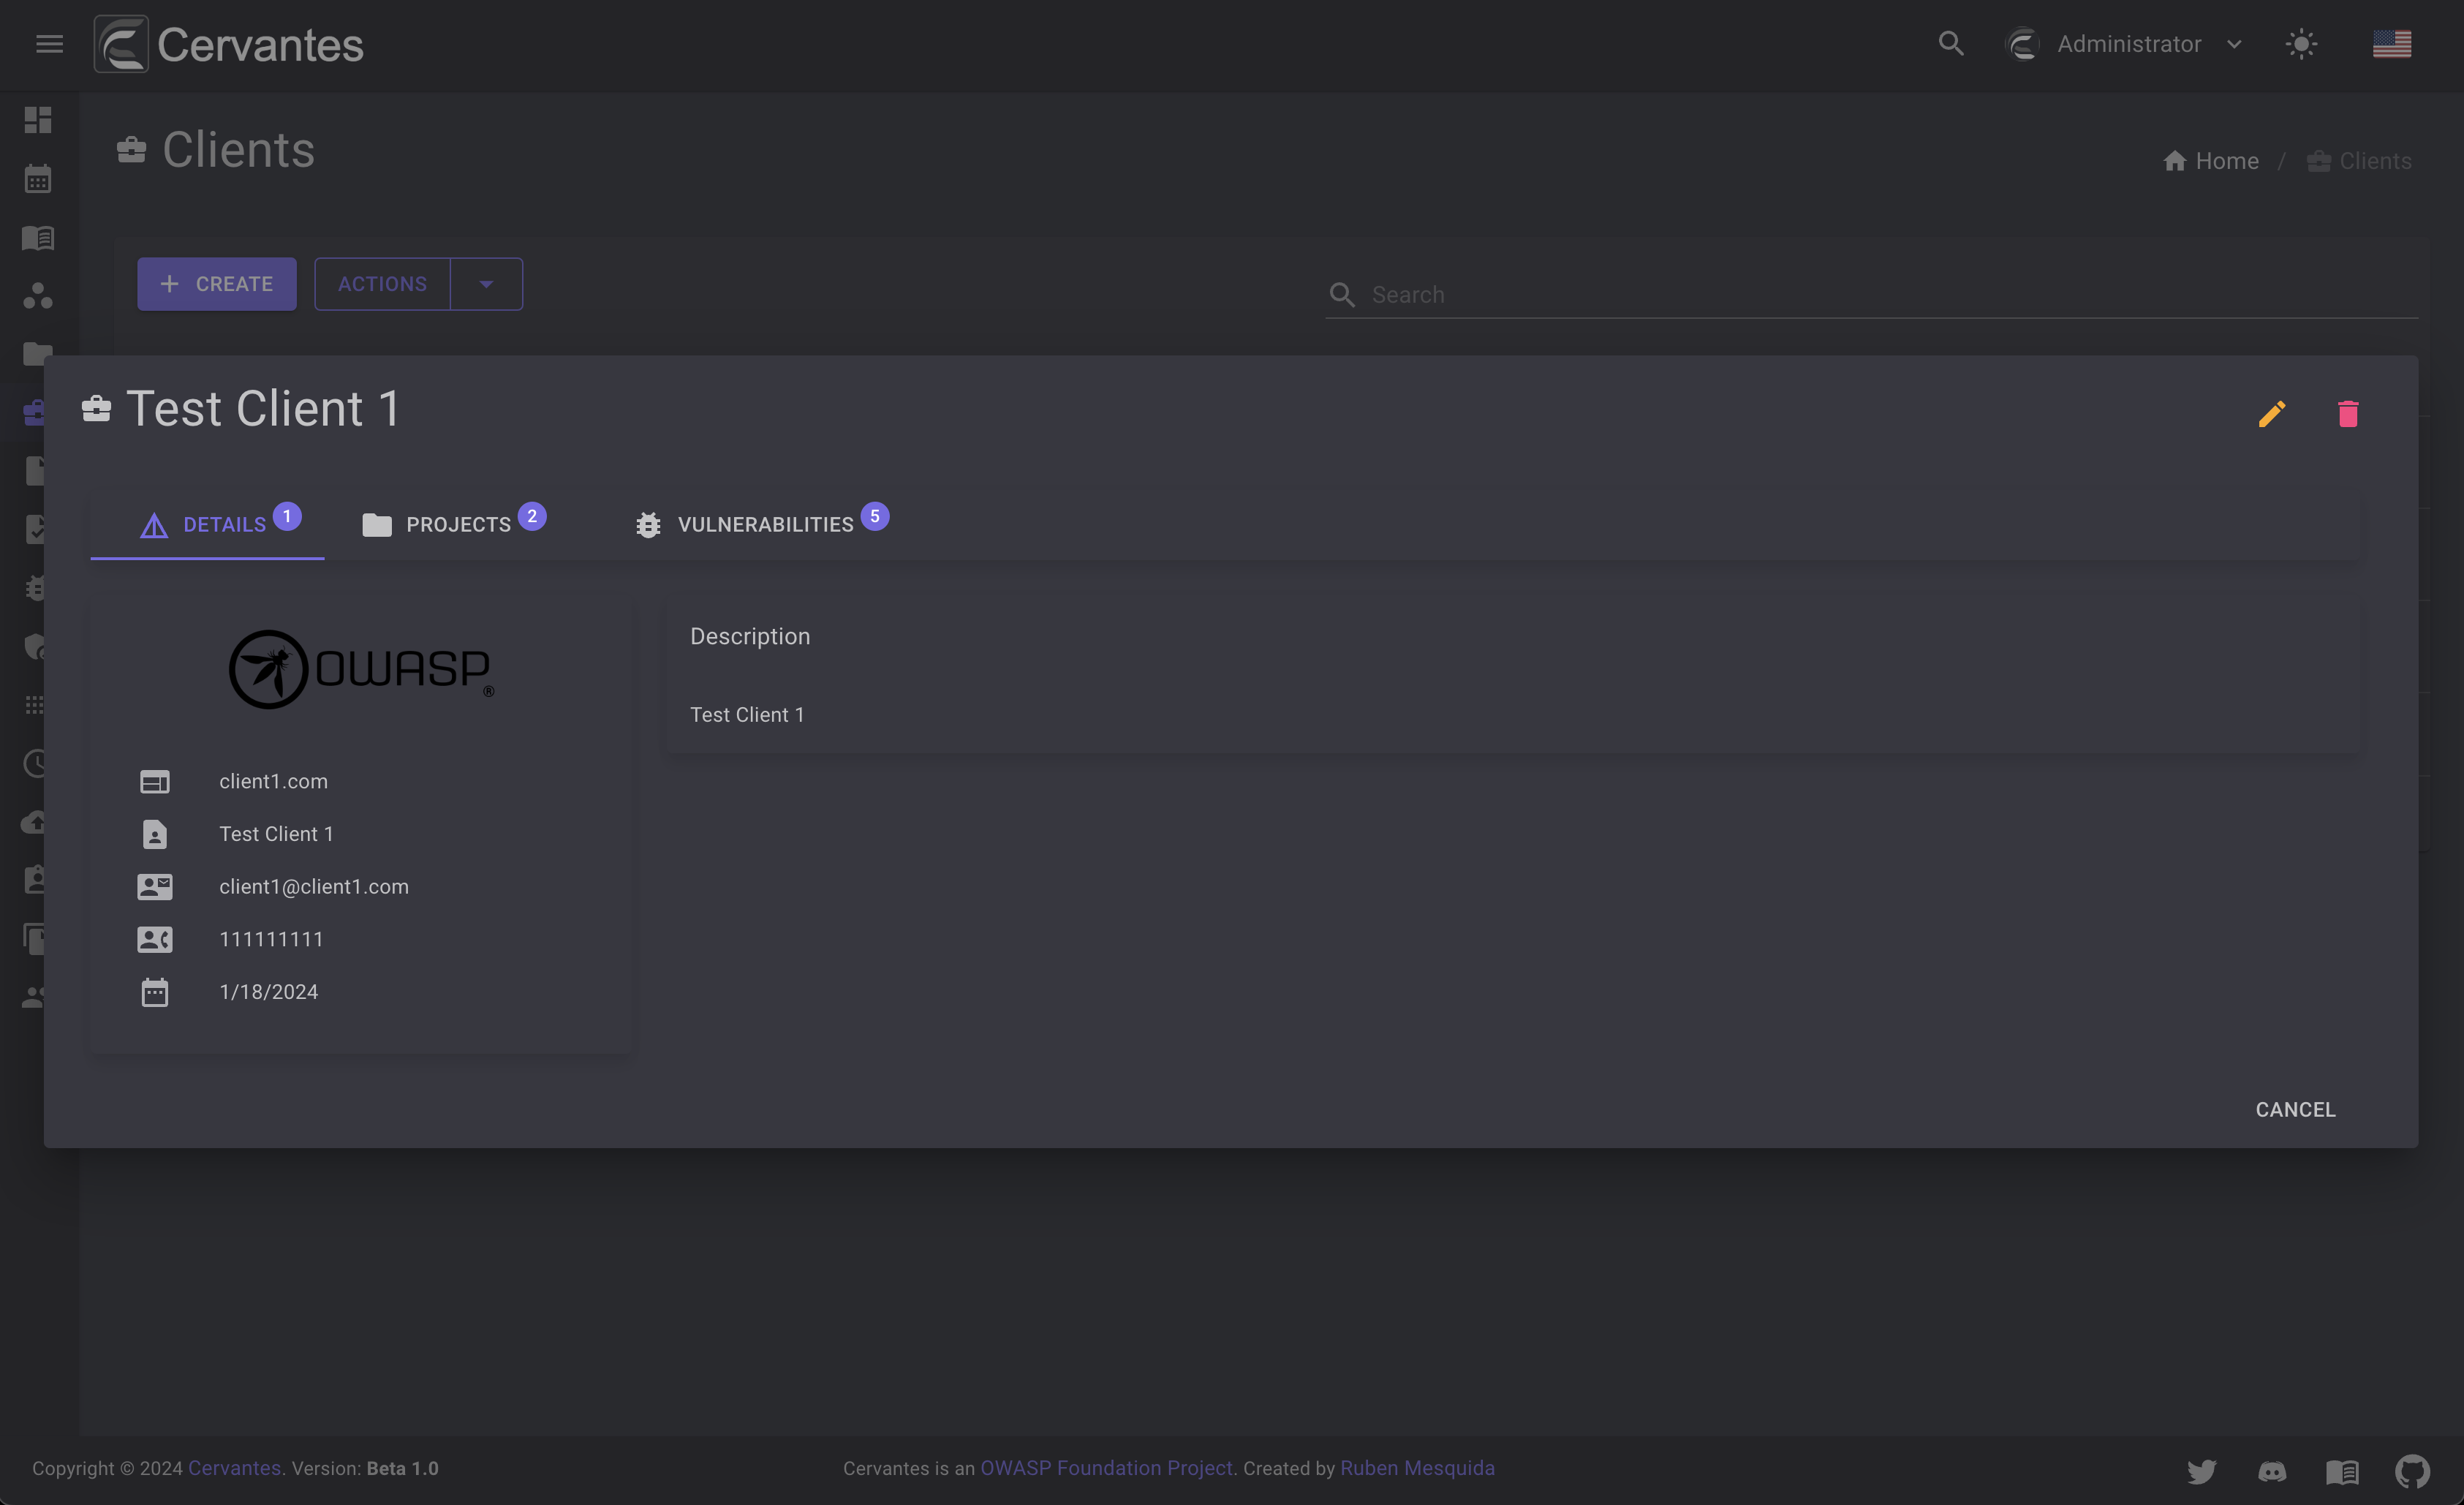 Cervantes
Administrator
Clients
Home / Clients
CREATE
ACTIONS
Search
Test Client 1
DETAILS 1
PROJECTS 2
VULNERABILITIES 5
OWASP®
client1.com
Test Client 1
client1@client1.com
111111111
1/18/2024
Description
Test Client 1
CANCEL
Copyright © 2024 Cervantes. Version: Beta 1.0
Cervantes is an OWASP Foundation Project. Created by Ruben Mesquida